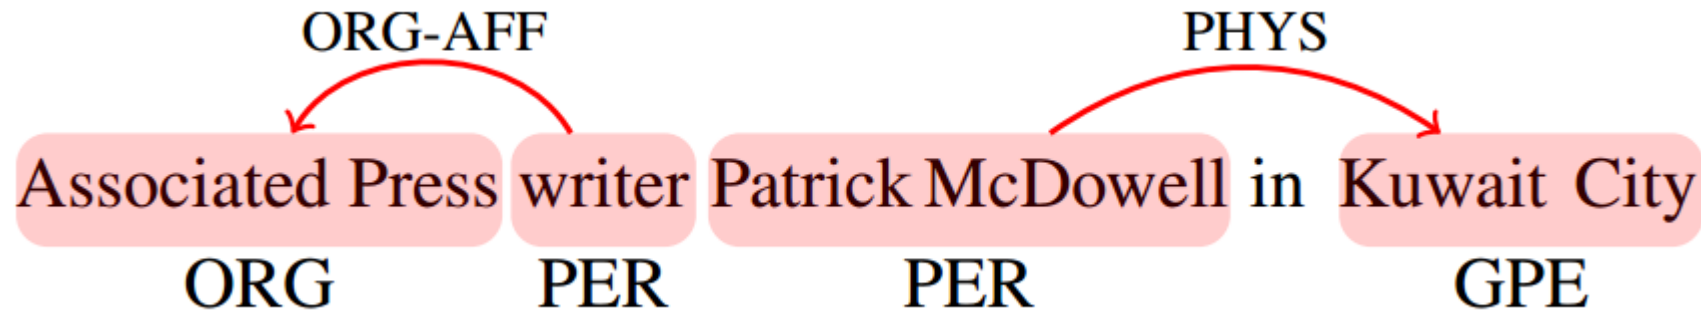 ORG-AFF PHYS
Associated Press writer Patrick McDowell in Kuwait City
ORG PER PER GPE